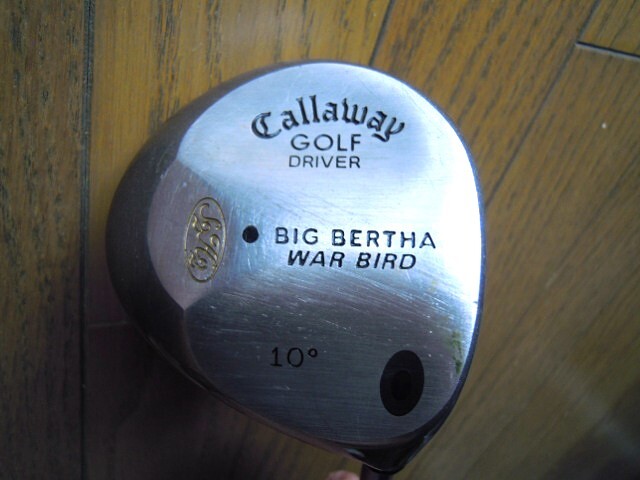 Callaway
GOLF
DRIVER
BIG BERTHA
WAR BIRD
10°